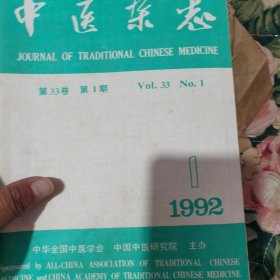 中医杂志
JOURNAL OF TRADITIONAL CHINESE MEDICINE
第33卷 第1期 Vol. 33 No. 1
1
1992
中华全国中医学会 中国中医研究院 主办
Sponsored by ALL-CHINA ASSOCIATION OF TRADITIONAL CHINESE
MEDICINE and CHINA ACADEMY OF TRADITIONAL CHINESE MEDICINE